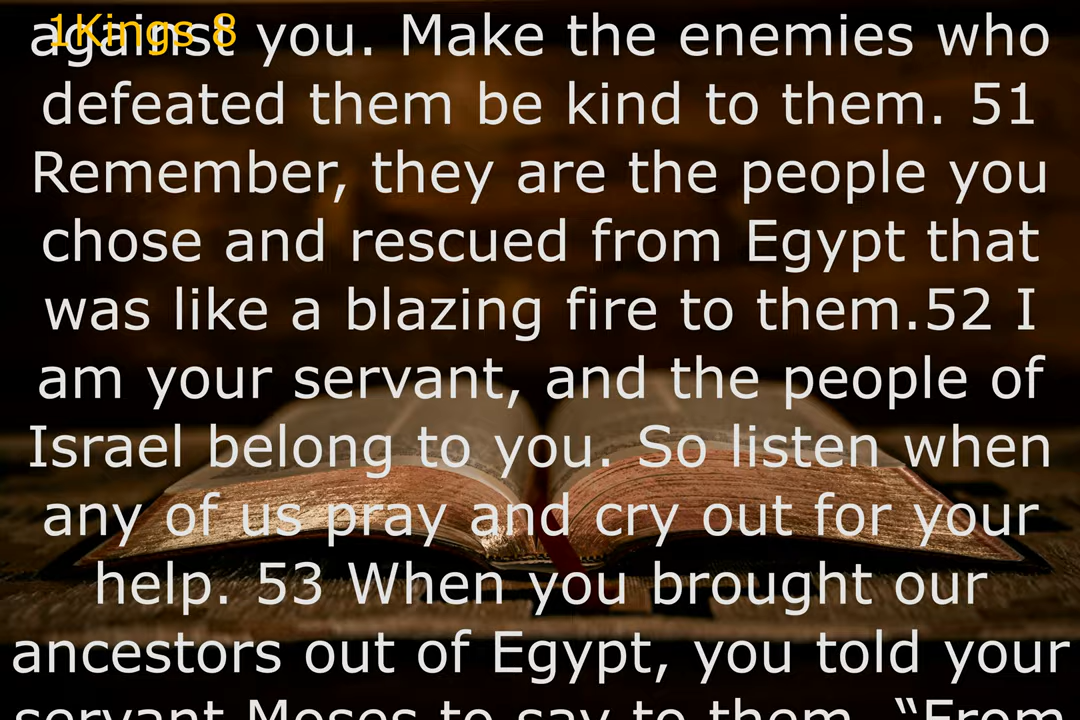 1Kings 8
against you. Make the enemies who
defeated them be kind to them. 51
Remember, they are the people you
chose and rescued from Egypt that
was like a blazing fire to them.52 I
am your servant, and the people of
Israel belong to you. So listen when
any of us pray and cry out for your
help. 53 When you brought our
ancestors out of Egypt, you told your
servant Moses to say to them, “From